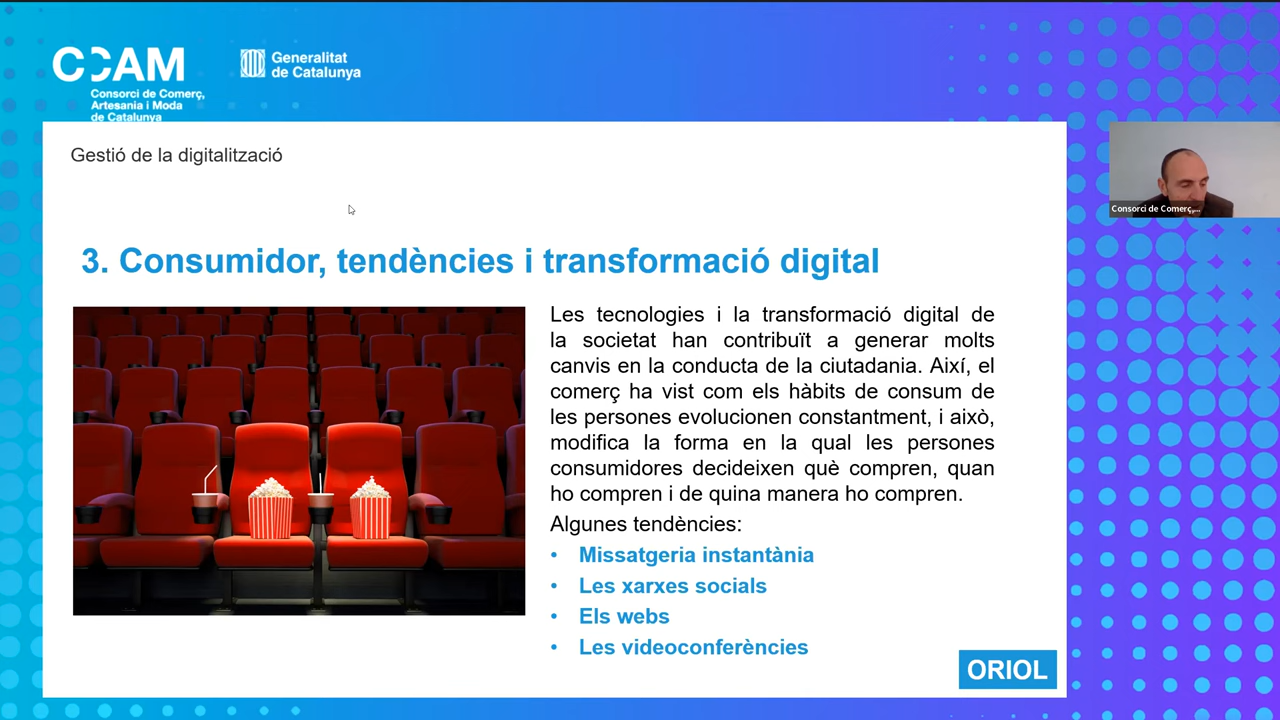 CCAM
Consorci de Comerç,
Artesania i Moda
de Catalunya
Generalitat
de Catalunya
Gestió de la digitalització
Consorci de Comerç,...
3. Consumidor, tendències i transformació digital
Les tecnologies i la transformació digital de
la societat han contribuït a generar molts
canvis en la conducta de la ciutadania. Així, el
comerç ha vist com els hàbits de consum de
les persones evolucionen constantment, i això,
modifica la forma en la qual les persones
consumidores decideixen què compren, quan
ho compren i de quina manera ho compren.
Algunes tendències:
• Missatgeria instantània
• Les xarxes socials
• Els webs
• Les videoconferències
ORIOL